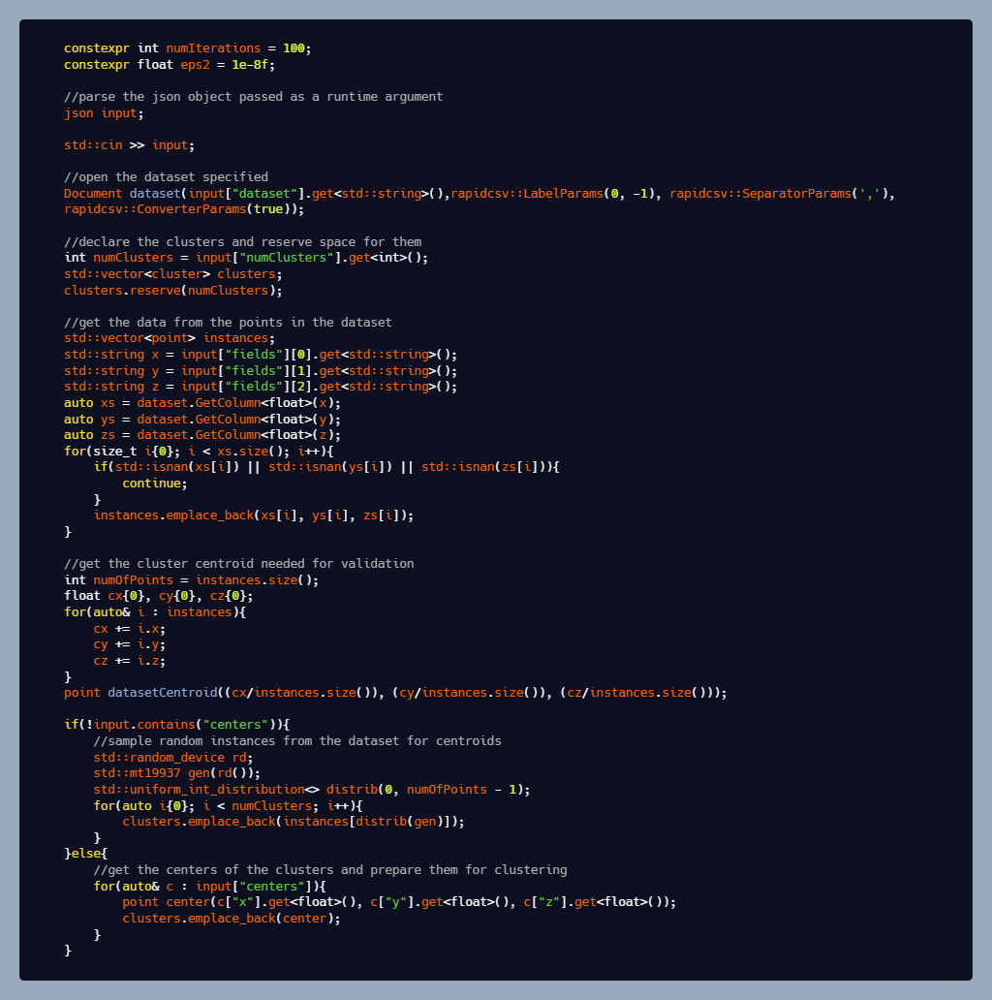 constexpr int numIterations = 100;
constexpr float eps2 = 1e-8f;

//parse the json object passed as a runtime argument
json input;

std::cin >> input;

//open the dataset specified
Document dataset(input["dataset"].get<std::string>(),rapidcsv::LabelParams(0, -1), rapidcsv::SeparatorParams(','),
rapidcsv::ConverterParams(true));

//declare the clusters and reserve space for them
int numClusters = input["numClusters"].get<int>();
std::vector<cluster> clusters;
clusters.reserve(numClusters);

//get the data from the points in the dataset
std::vector<point> instances;
std::string x = input["fields"][0].get<std::string>();
std::string y = input["fields"][1].get<std::string>();
std::string z = input["fields"][2].get<std::string>();
auto xs = dataset.GetColumn<float>(x);
auto ys = dataset.GetColumn<float>(y);
auto zs = dataset.GetColumn<float>(z);
for(size_t i{0}; i < xs.size(); i++){
    if(std::isnan(xs[i]) || std::isnan(ys[i]) || std::isnan(zs[i])){
        continue;
    }
    instances.emplace_back(xs[i], ys[i], zs[i]);
}

//get the cluster centroid needed for validation
int numOfPoints = instances.size();
float cx{0}, cy{0}, cz{0};
for(auto& i : instances){
    cx += i.x;
    cy += i.y;
    cz += i.z;
}
point datasetCentroid((cx/instances.size()), (cy/instances.size()), (cz/instances.size()));

if(!input.contains("centers")){
    //sample random instances from the dataset for centroids
    std::random_device rd;
    std::mt19937 gen(rd());
    std::uniform_int_distribution<> distrib(0, numOfPoints - 1);
    for(auto i{0}; i < numClusters; i++){
        clusters.emplace_back(instances[distrib(gen)]);
    }
}else{
    //get the centers of the clusters and prepare them for clustering
    for(auto& c : input["centers"]){
        point center(c["x"].get<float>(), c["y"].get<float>(), c["z"].get<float>());
        clusters.emplace_back(center);
    }
}